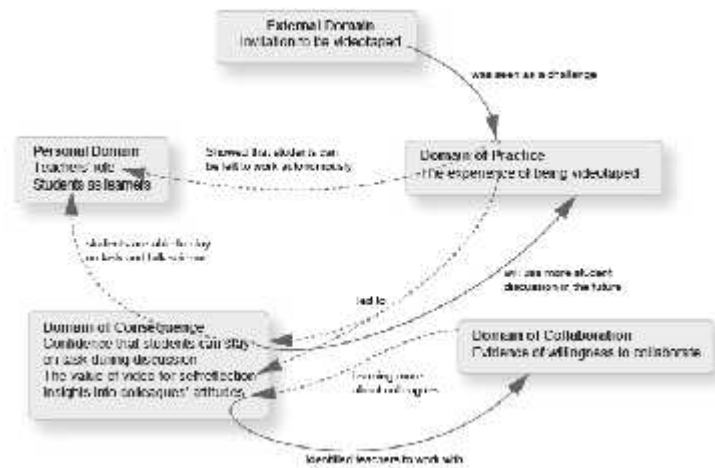 External Domain
Invitation to be videotaped
was seen as a challenge
Personal Domain
Teachers' role
Students as learners
Showed that students can
be left to work autonomously
Domain of Practice
The experience of being videotaped
students are able to stay
on task and talk science
will use more student
discussion in the future
led to
Domain of Consequence
Confidence that students can stay
on task during discussion
The value of video for selfreflection
Insights into colleagues' attitudes
Domain of Collaboration
Evidence of willingness to collaborate
Learning more
about colleagues
Identified teachers to work with